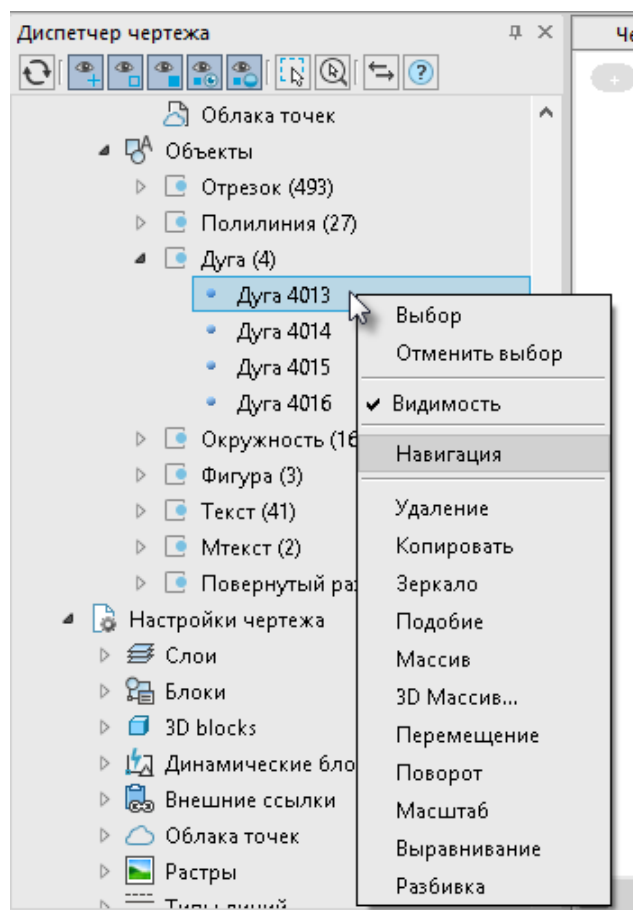 Диспетчер чертежа
Че
Облака точек
Объекты
Отрезок (493)
Полилиния (27)
Дуга (4)
Дуга 4013
Дуга 4014
Дуга 4015
Дуга 4016
Окружность (16
Фигура (3)
Текст (41)
Мтекст (2)
Повернутый ра
Настройки чертежа
Слои
Блоки
3D blocks
Динамические бло
Внешние ссылки
Облака точек
Растры
Типы линий
Выбор
Отменить выбор
Видимость
Навигация
Удаление
Копировать
Зеркало
Подобие
Массив
3D Массив...
Перемещение
Поворот
Масштаб
Выравнивание
Разбивка